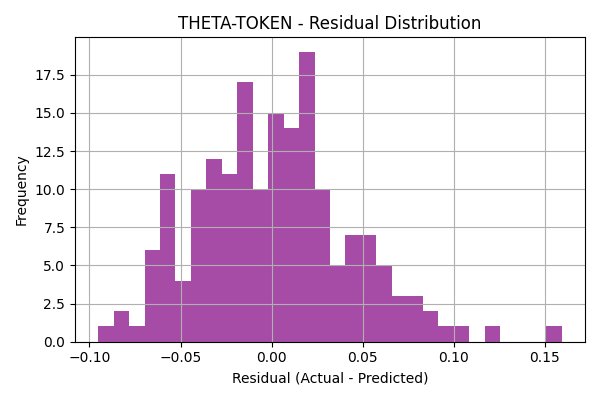 THETA-TOKEN - Residual Distribution
17.5
15.0
12.5
10.0
7.5
5.0
2.5
0.0
Frequency
−0.10 −0.05 0.00 0.05 0.10 0.15
Residual (Actual - Predicted)